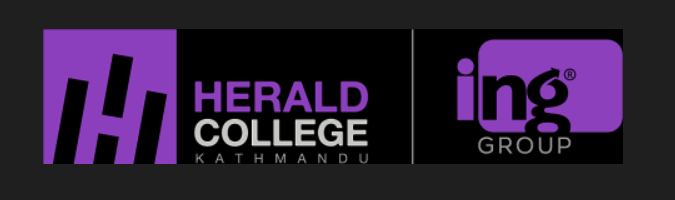 HERALD
COLLEGE
KATHMANDU
ing®
GROUP